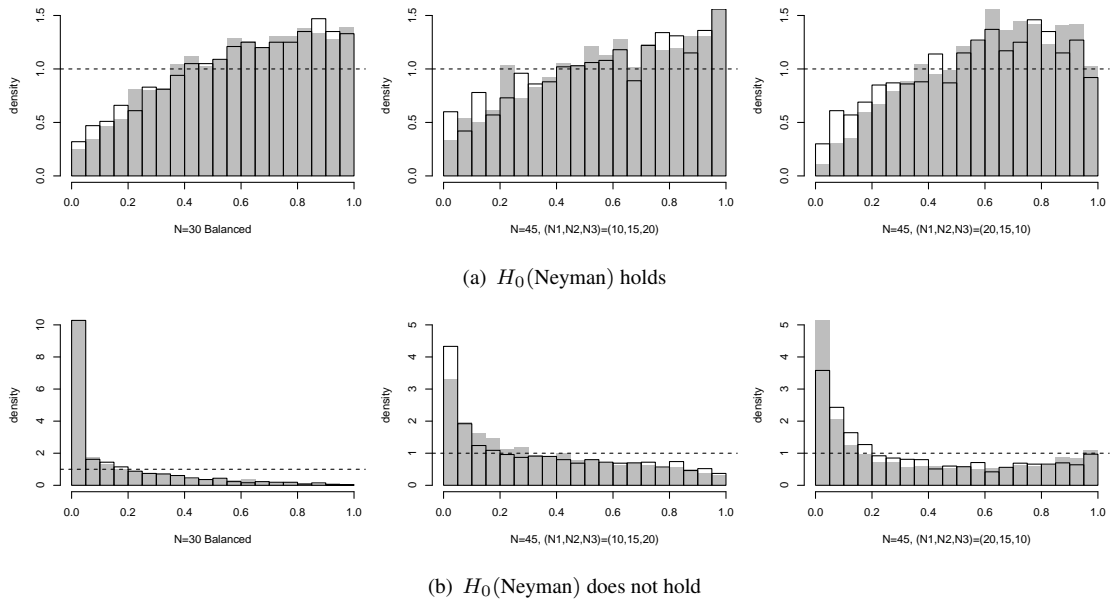 density
0.0 0.5 1.0 1.5
0.0 0.2 0.4 0.6 0.8 1.0
N=30 Balanced
density
0.0 0.5 1.0 1.5
0.0 0.2 0.4 0.6 0.8 1.0
N=45, (N1,N2,N3)=(10,15,20)
density
0.0 0.5 1.0 1.5
0.0 0.2 0.4 0.6 0.8 1.0
N=45, (N1,N2,N3)=(20,15,10)
(a) H₀(Neyman) holds
density
0 2 4 6 8 10
0.0 0.2 0.4 0.6 0.8 1.0
N=30 Balanced
density
0 1 2 3 4 5
0.0 0.2 0.4 0.6 0.8 1.0
N=45, (N1,N2,N3)=(10,15,20)
density
0 1 2 3 4 5
0.0 0.2 0.4 0.6 0.8 1.0
N=45, (N1,N2,N3)=(20,15,10)
(b) H₀(Neyman) does not hold